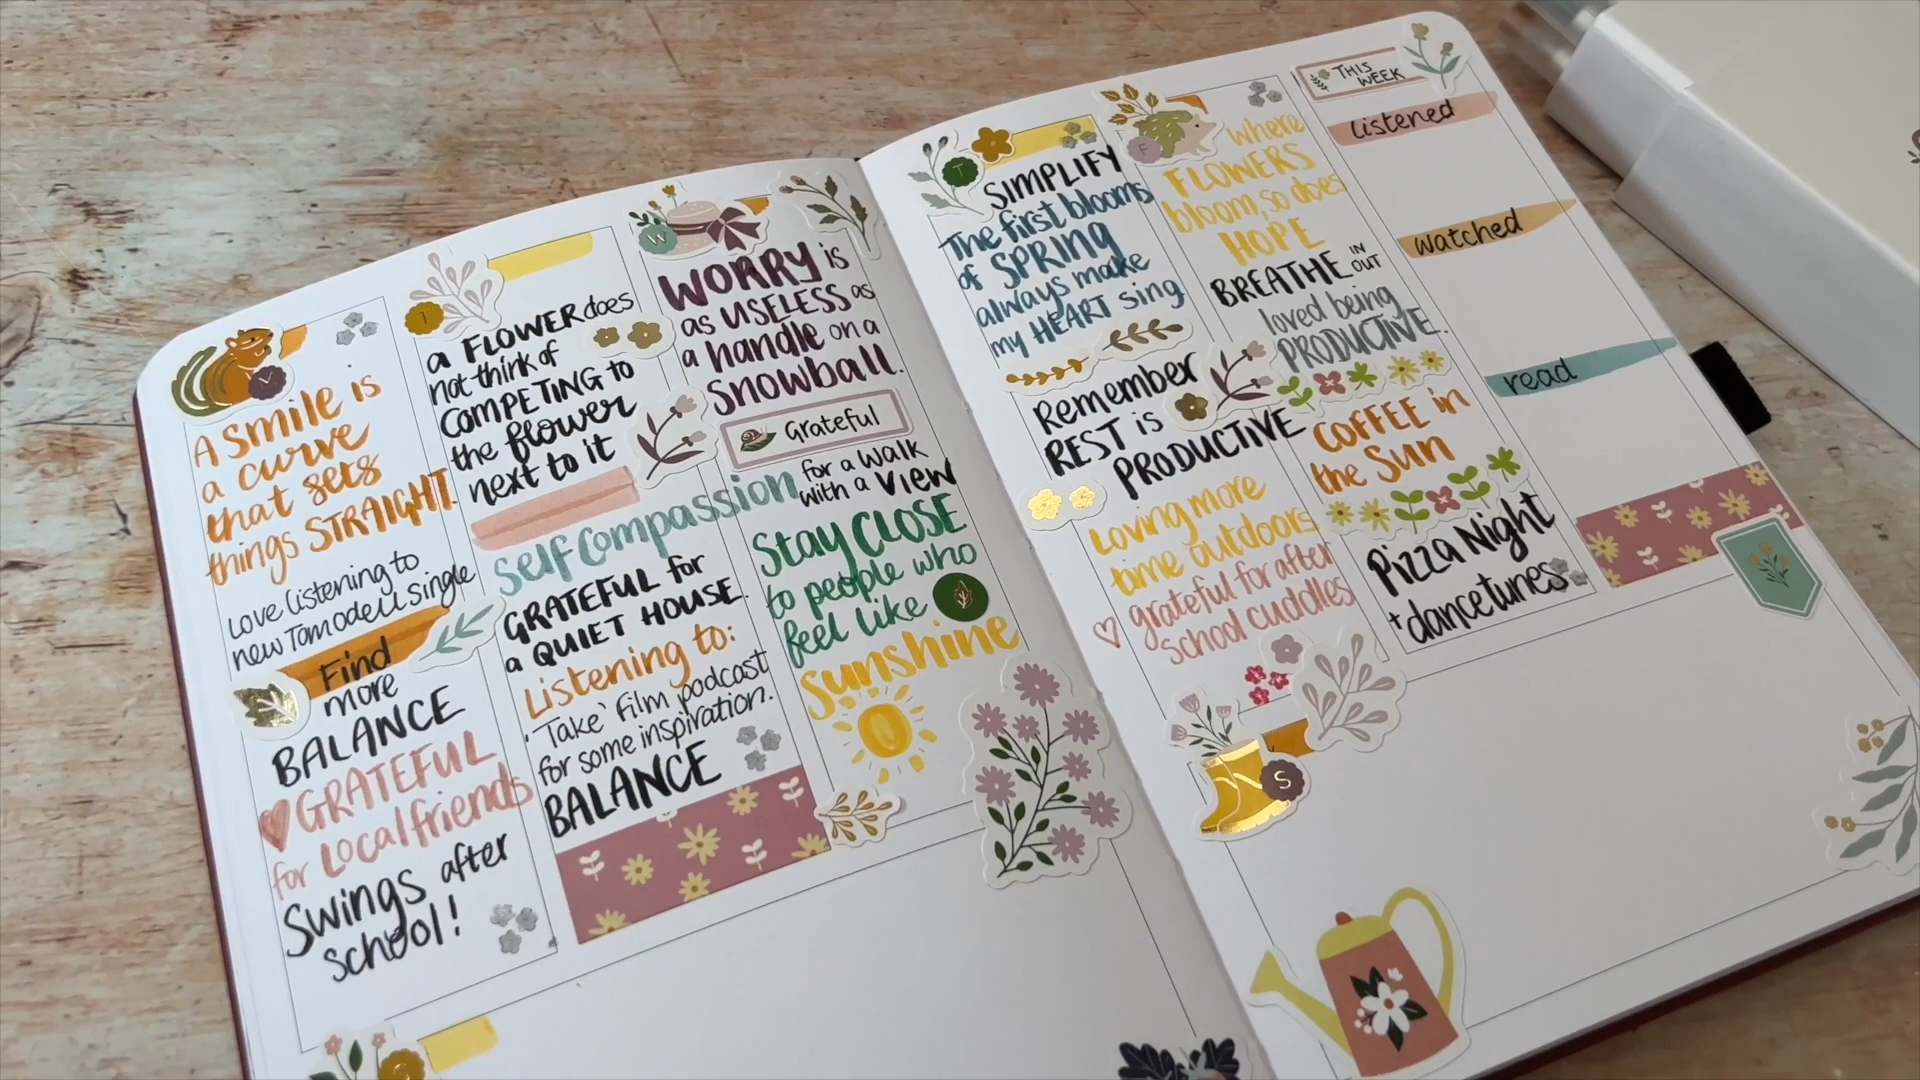 A smile is
a curve
that sets
things STRAIGHT.
Love listening to
new Tom odell single
Find
more
BALANCE
GRATEFUL
for local friends
Swings after
school!
T
a FLOWER does
not think of
COMPETING to
the flower
next to it
self compassion
GRATEFUL for
a QUIET HOUSE.
Listening to:
'Take' Film podcast
for some inspiration.
BALANCE
W
WORRY is
as USELESS as
a handle on a
snowball.
Grateful
for a walk
with a VIEW
Stay CLOSE
to people who
feel like
sunshine
T
SIMPLIFY
The first blooms
of SPRING
always make
my HEART sing
Remember
REST is
PRODUCTIVE
Loving more
time outdoors
grateful for after
school cuddles
F
where
FLOWERS
bloom, so does
HOPE
BREATHE IN
OUT
loved being
PRODUCTIVE.
COFFEE in
the Sun
Pizza Night
+ dance tunes
THIS
WEEK
Listened
watched
read
S